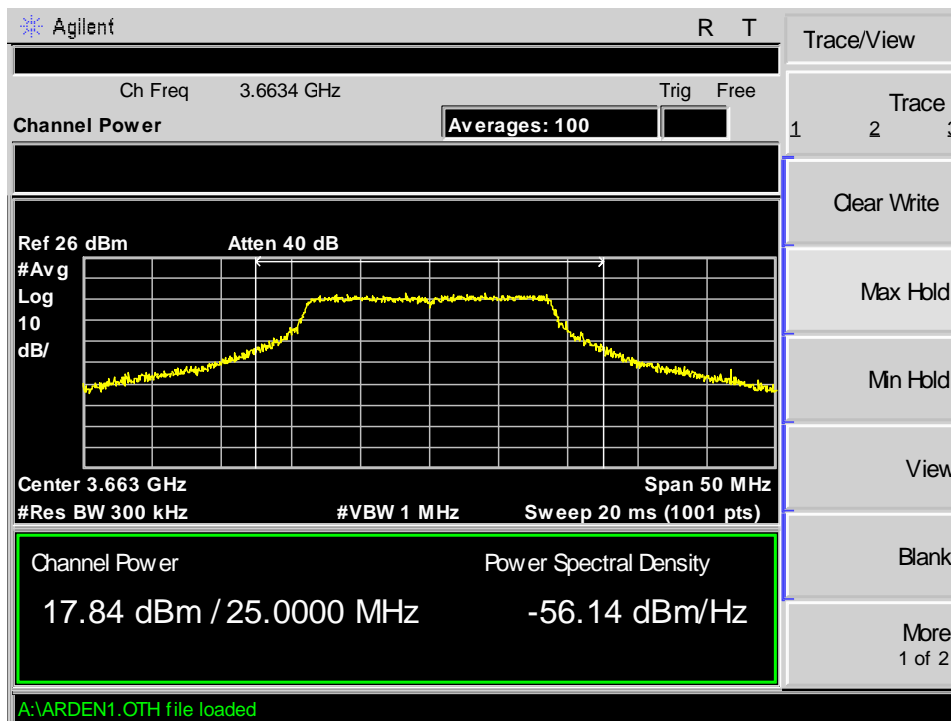 Agilent R T
Ch Freq 3.6634 GHz Trig Free
Channel Power Averages: 100
Ref 26 dBm Atten 40 dB
#Avg
Log
10
dB/
Center 3.663 GHz Span 50 MHz
#Res BW 300 kHz #VBW 1 MHz Sweep 20 ms (1001 pts)
Channel Power Power Spectral Density
17.84 dBm / 25.0000 MHz -56.14 dBm/Hz
A:\ARDEN1.OTH file loaded
Trace/View
Trace
1 2
Clear Write
Max Hold
Min Hold
View
Blank
More
1 of 2